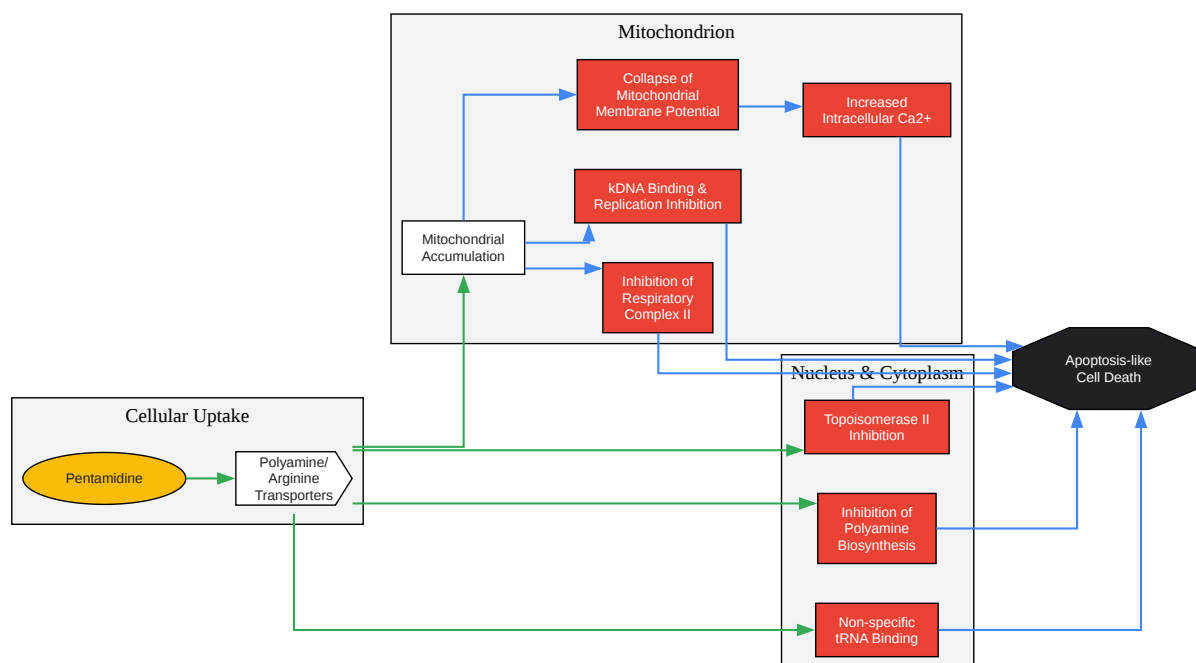 Mitochondrion
Collapse of
Mitochondrial
Membrane Potential
Increased
Intracellular Ca2+
kDNA Binding &
Replication Inhibition
Mitochondrial
Accumulation
Inhibition of
Respiratory
Complex II
Apoptosis-like
Cell Death
Nucleus & Cytoplasm
Topoisomerase II
Inhibition
Cellular Uptake
Pentamidine
Polyamine/
Arginine
Transporters
Inhibition of
Polyamine
Biosynthesis
Non-specific
tRNA Binding